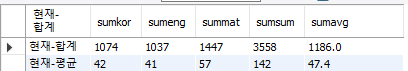 현재-
합계 sumkor sumeng summat sumsum sumavg
현재-합계 1074 1037 1447 3558 1186.0
현재-평균 42 41 57 142 47.4